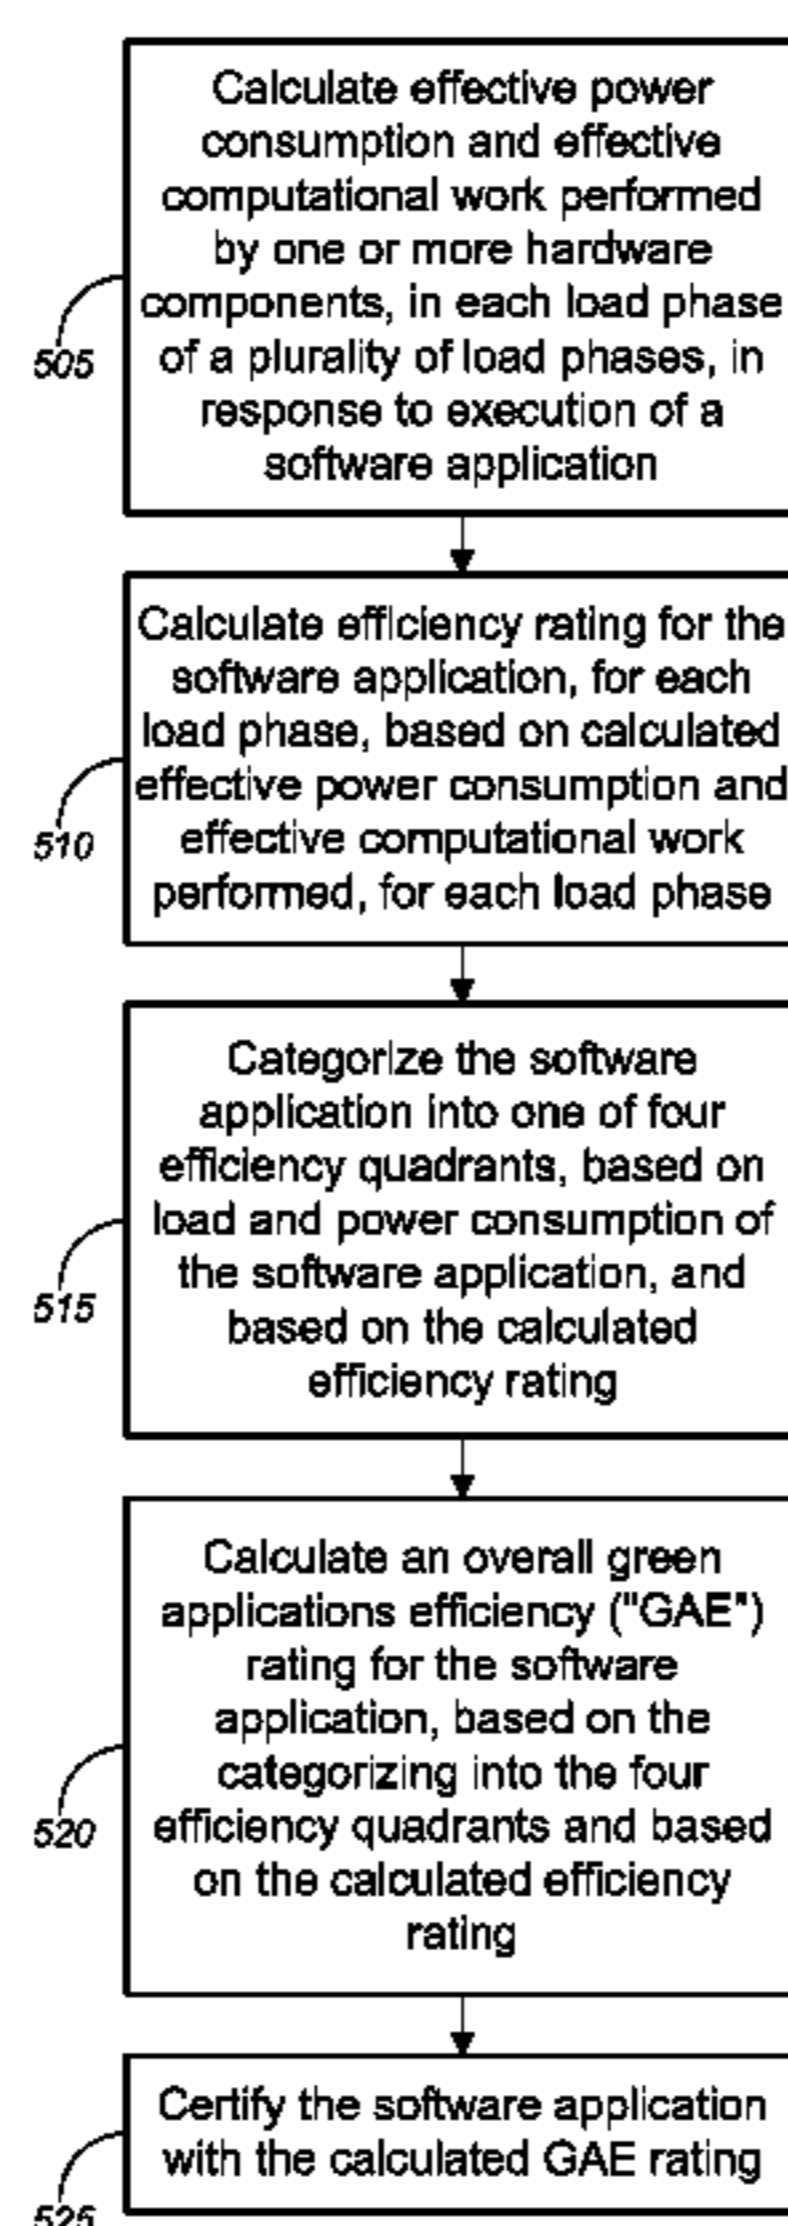 Calculate effective power
consumption and effective
computational work performed
by one or more hardware
components, in each load phase
of a plurality of load phases, in
response to execution of a
software application
505
Calculate efficiency rating for the
software application, for each
load phase, based on calculated
effective power consumption and
effective computational work
performed, for each load phase
510
Categorize the software
application into one of four
efficiency quadrants, based on
load and power consumption of
the software application, and
based on the calculated
efficiency rating
515
Calculate an overall green
applications efficiency ("GAE")
rating for the software
application, based on the
categorizing into the four
efficiency quadrants and based
on the calculated efficiency
rating
520
Certify the software application
with the calculated GAE rating
525